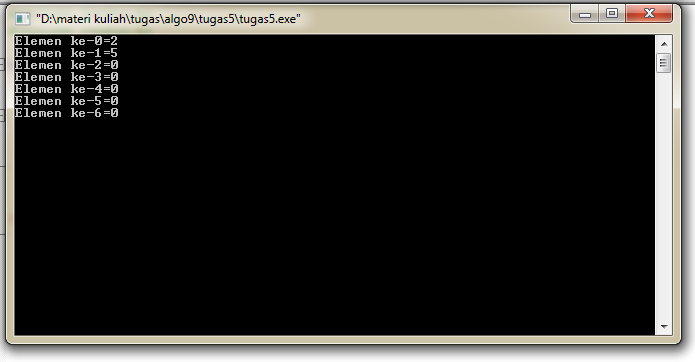 "D:\materi kuliah\tugas\algo9\tugas5\tugas5.exe"
Elemen ke-0=2
Elemen ke-1=5
Elemen ke-2=0
Elemen ke-3=0
Elemen ke-4=0
Elemen ke-5=0
Elemen ke-6=0